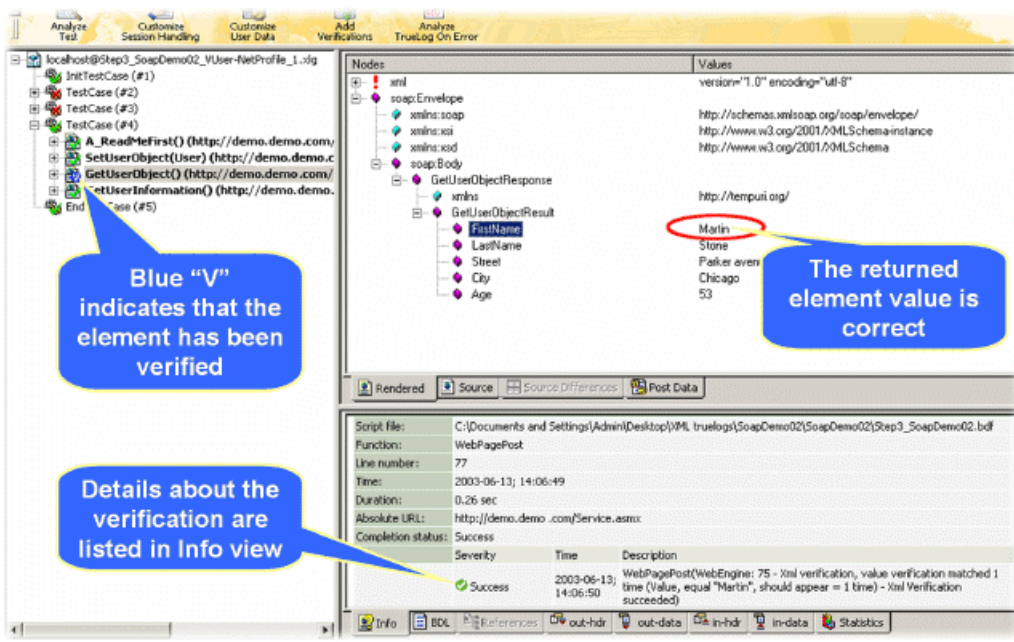 Analyze Test
Customize Session Handling
Customize User Data
Add Verifications
Analyze TrueLog On Error
localhost@Step3_SoapDemo02_VUser-NetProfile_1.xlg
InitTestCase (#1)
TestCase (#2)
TestCase (#3)
TestCase (#4)
A_ReadMeFirst() (http://demo.demo.com/
SetUserObject(User) (http://demo.demo.c
GetUserObject() (http://demo.demo.com/
GetUserInformation() (http://demo.demo.
End Case (#5)
Blue “V” indicates that the element has been verified
Nodes Values
xml version="1.0" encoding="utf-8"
soap:Envelope
xmlns:soap http://schemas.xmlsoap.org/soap/envelope/
xmlns:xsi http://www.w3.org/2001/XMLSchema-instance
xmlns:xsd http://www.w3.org/2001/XMLSchema
soap:Body
GetUserObjectResponse
xmlns http://tempuri.org/
GetUserObjectResult
FirstName Martin
LastName Stone
Street Parker aven
City Chicago
Age 53
The returned element value is correct
Rendered Source Source Differences Post Data
Script file: C:\Documents and Settings\Admin\Desktop\XML truelogs\SoapDemo02\SoapDemo02\Step3_SoapDemo02.bdf
Function: WebPagePost
Line number: 77
Time: 2003-06-13; 14:06:49
Duration: 0.26 sec
Absolute URL: http://demo.demo .com/Service.asmx
Completion status: Success
Severity Time Description
Success 2003-06-13; 14:06:50 WebPagePost(WebEngine: 75 - Xml verification, value verification matched 1 time (Value, equal "Martin", should appear = 1 time) - Xml Verification succeeded)
Details about the verification are listed in Info view
Info BDL References out-hdr out-data in-hdr in-data Statistics